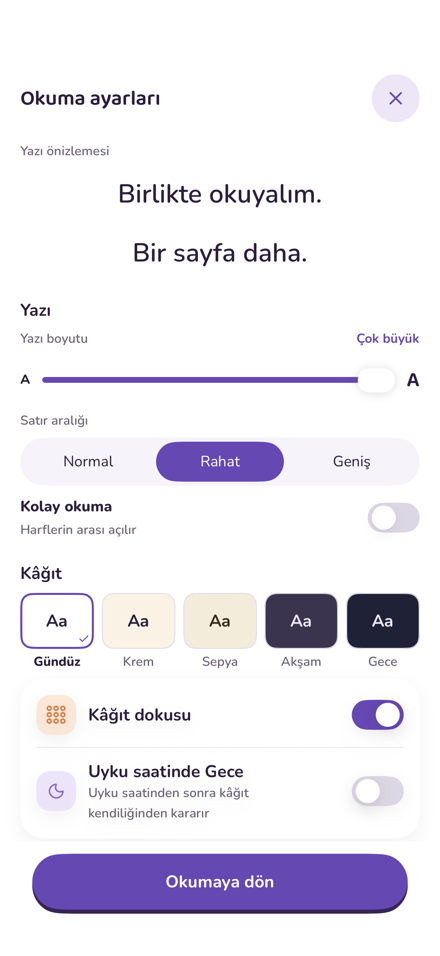 Okuma ayarları
Yazı önizlemesi
Birlikte okuyalım.
Bir sayfa daha.
Yazı
Yazı boyutu
Çok büyük
A
A
Satır aralığı
Normal
Rahat
Geniş
Kolay okuma
Harflerin arası açılır
Kâğıt
Aa
Aa
Aa
Aa
Aa
Gündüz
Krem
Sepya
Akşam
Gece
Kâğıt dokusu
Uyku saatinde Gece
Uyku saatinden sonra kâğıt
kendiliğinden kararır
Okumaya dön